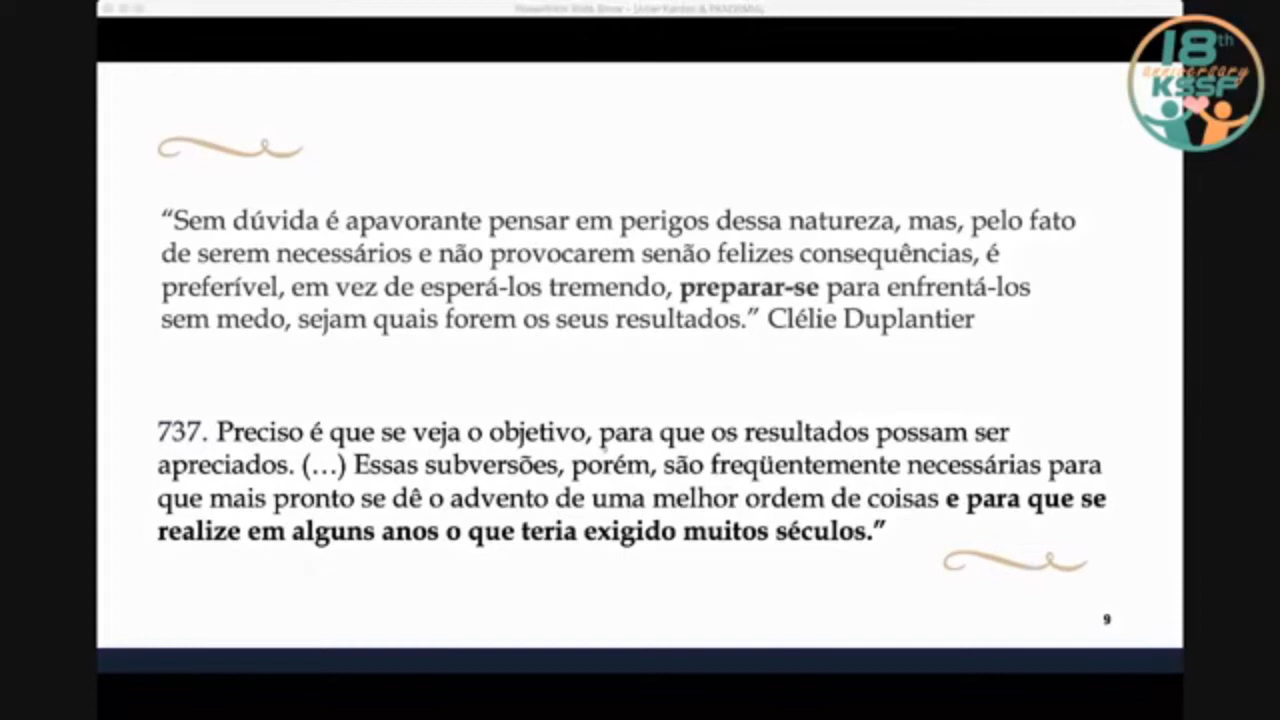 18th
anniversary
KSSF
“Sem dúvida é apavorante pensar em perigos dessa natureza, mas, pelo fato
de serem necessários e não provocarem senão felizes consequências, é
preferível, em vez de esperá-los tremendo, preparar-se para enfrentá-los
sem medo, sejam quais forem os seus resultados.” Clélie Duplantier
737. Preciso é que se veja o objetivo, para que os resultados possam ser
apreciados. (…) Essas subversões, porém, são freqüentemente necessárias para
que mais pronto se dê o advento de uma melhor ordem de coisas e para que se
realize em alguns anos o que teria exigido muitos séculos.”
9